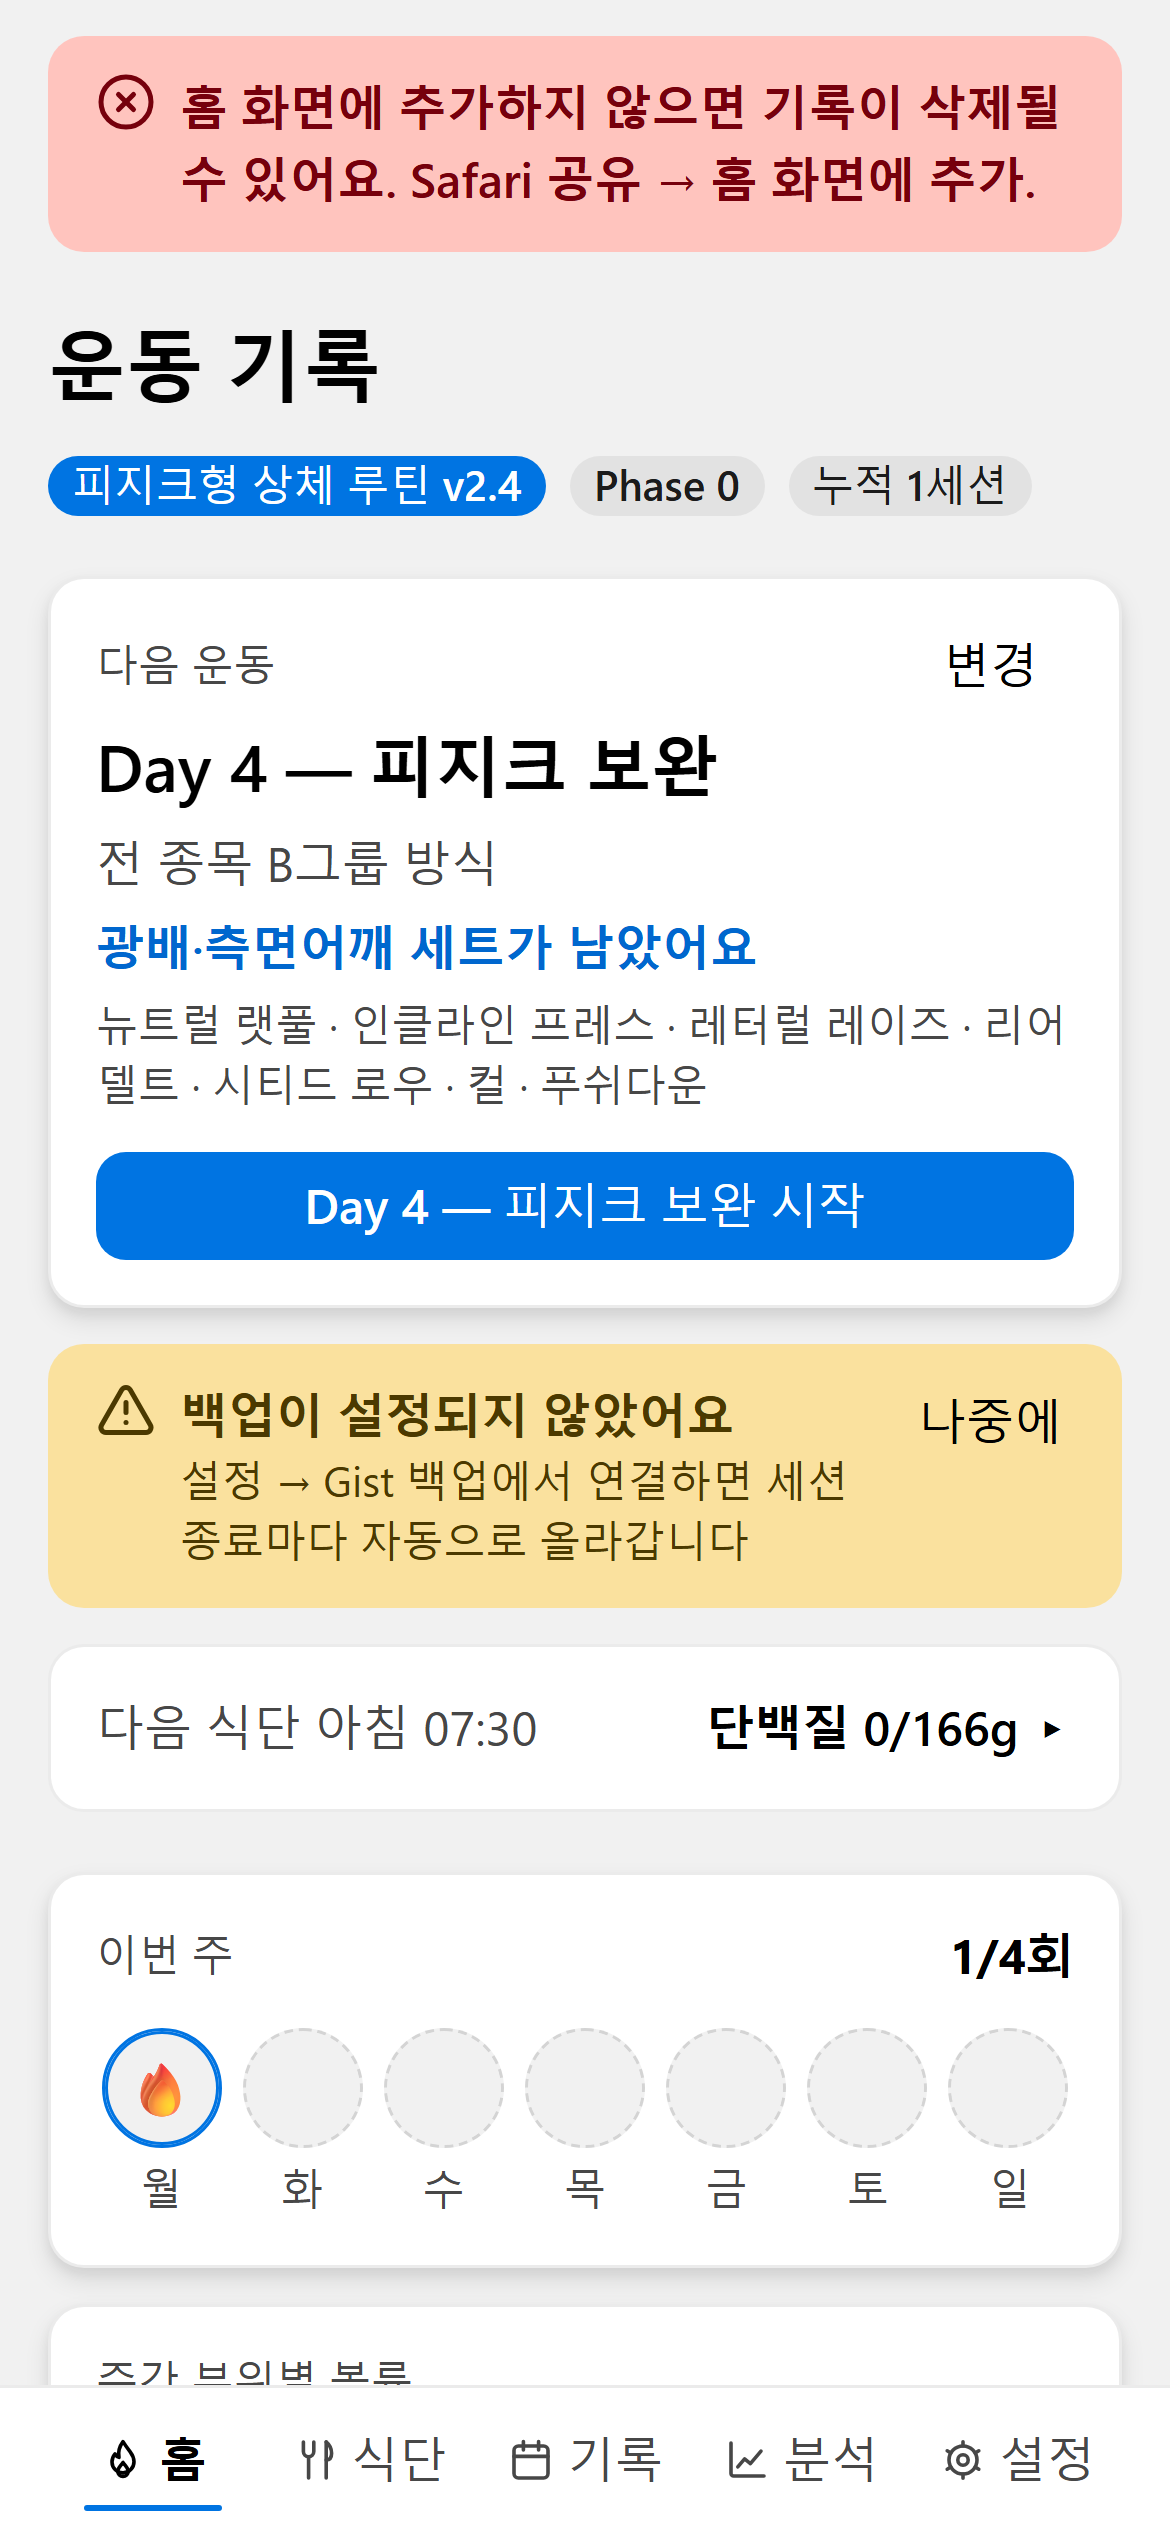 홈 화면에 추가하지 않으면 기록이 삭제될
수 있어요. Safari 공유 → 홈 화면에 추가.
운동 기록
피지크형 상체 루틴 v2.4 Phase 0 누적 1세션
다음 운동 변경
Day 4 — 피지크 보완
전 종목 B그룹 방식
광배·측면어깨 세트가 남았어요
뉴트럴 랫풀 · 인클라인 프레스 · 레터럴 레이즈 · 리어
델트 · 시티드 로우 · 컬 · 푸쉬다운
Day 4 — 피지크 보완 시작
백업이 설정되지 않았어요 나중에
설정 → Gist 백업에서 연결하면 세션
종료마다 자동으로 올라갑니다
다음 식단 아침 07:30 단백질 0/166g ▸
이번 주 1/4회
월 화 수 목 금 토 일
주간 부위별 볼륨
홈 식단 기록 분석 설정